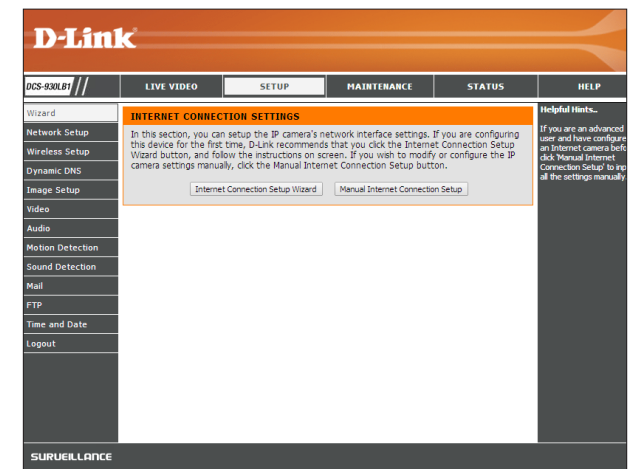 D-Link
DCS-930LB1 //
LIVE VIDEO
SETUP
MAINTENANCE
STATUS
HELP
Wizard
Network Setup
Wireless Setup
Dynamic DNS
Image Setup
Video
Audio
Motion Detection
Sound Detection
Mail
FTP
Time and Date
Logout
INTERNET CONNECTION SETTINGS
In this section, you can setup the IP camera's network interface settings. If you are configuring
this device for the first time, D-Link recommends that you click the Internet Connection Setup
Wizard button, and follow the instructions on screen. If you wish to modify or configure the IP
camera settings manually, click the Manual Internet Connection Setup button.
Internet Connection Setup Wizard
Manual Internet Connection Setup
Helpful Hints..
If you are an advanced
user and have configure
an Internet camera befo
click 'Manual Internet
Connection Setup' to inp
all the settings manually
SURVEILLANCE